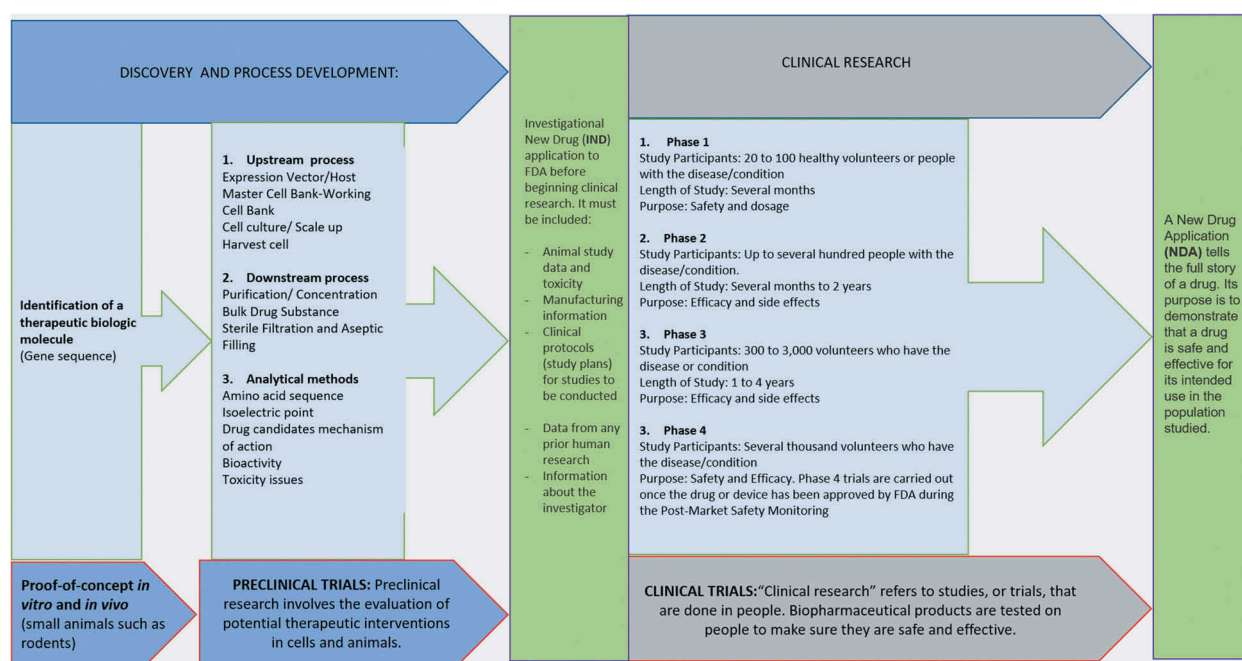 DISCOVERY AND PROCESS DEVELOPMENT:
Identification of a
therapeutic biologic
molecule
(Gene sequence)
1. Upstream process
Expression Vector/Host
Master Cell Bank-Working
Cell Bank
Cell culture/ Scale up
Harvest cell
2. Downstream process
Purification/ Concentration
Bulk Drug Substance
Sterile Filtration and Aseptic
Filling
3. Analytical methods
Amino acid sequence
Isoelectric point
Drug candidates mechanism
of action
Bioactivity
Toxicity issues
Proof-of-concept in
vitro and in vivo
(small animals such as
rodents)
PRECLINICAL TRIALS: Preclinical
research involves the evaluation of
potential therapeutic interventions
in cells and animals.
Investigational
New Drug (IND)
application to
FDA before
beginning clinical
research. It must
be included:
- Animal study
data and
toxicity
- Manufacturing
information
- Clinical
protocols
(study plans)
for studies to
be conducted
- Data from any
prior human
research
- Information
about the
investigator
CLINICAL RESEARCH
1. Phase 1
Study Participants: 20 to 100 healthy volunteers or people
with the disease/condition
Length of Study: Several months
Purpose: Safety and dosage
2. Phase 2
Study Participants: Up to several hundred people with the
disease/condition.
Length of Study: Several months to 2 years
Purpose: Efficacy and side effects
3. Phase 3
Study Participants: 300 to 3,000 volunteers who have the
disease or condition
Length of Study: 1 to 4 years
Purpose: Efficacy and side effects
3. Phase 4
Study Participants: Several thousand volunteers who have
the disease/condition
Purpose: Safety and Efficacy. Phase 4 trials are carried out
once the drug or device has been approved by FDA during
the Post-Market Safety Monitoring
CLINICAL TRIALS:“Clinical research” refers to studies, or trials, that
are done in people. Biopharmaceutical products are tested on
people to make sure they are safe and effective.
A New Drug
Application
(NDA) tells
the full story
of a drug. Its
purpose is to
demonstrate
that a drug
is safe and
effective for
its intended
use in the
population
studied.